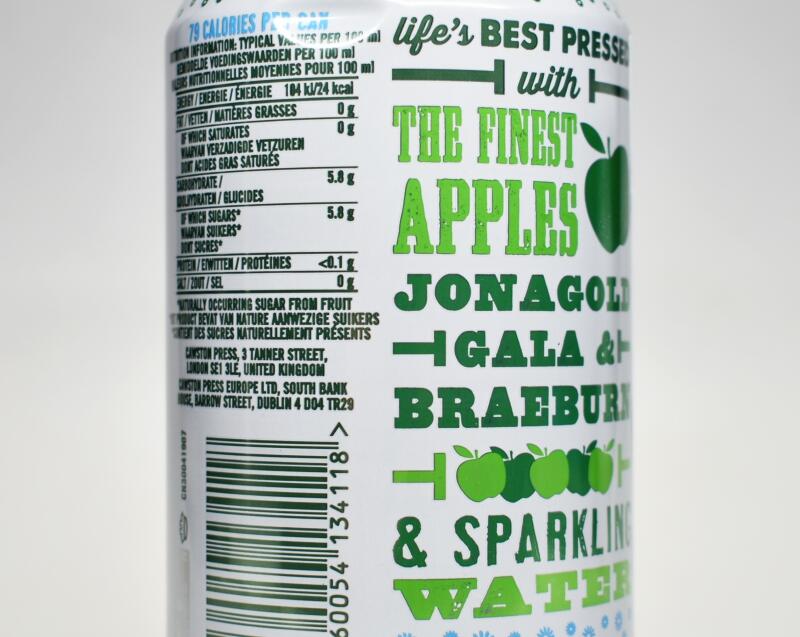 79 CALORIES PER CAN
NUTRITION INFORMATION: TYPICAL VALUES PER 100 ml
GEMIDDELDE VOEDINGSWAARDEN PER 100 ml
VALEURS NUTRITIONNELLES MOYENNES POUR 100 ml
ENERGY / ENERGIE / ÉNERGIE 104 kJ/24 kcal
FAT / VETTEN / MATIÈRES GRASSES 0 g
OF WHICH SATURATES 0 g
WAARVAN VERZADIGDE VETZUREN
DONT ACIDES GRAS SATURÉS
CARBOHYDRATE / 5.8 g
KOOLHYDRATEN / GLUCIDES
OF WHICH SUGARS* 5.8 g
WAARVAN SUIKERS*
DONT SUCRES*
PROTEIN / EIWITTEN / PROTÉINES <0.1 g
SALT / ZOUT / SEL 0 g
*NATURALLY OCCURRING SUGAR FROM FRUIT
PRODUCT BEVAT VAN NATURE AANWEZIGE SUIKERS
CONTIENT DES SUCRES NATURELLEMENT PRÉSENTS
CAWSTON PRESS, 3 TANNER STREET,
LONDON SE1 3LE, UNITED KINGDOM
CAWSTON PRESS EUROPE LTD, SOUTH BANK
HOUSE, BARROW STREET, DUBLIN 4 D04 TR29
CN30041907
60054 134118 >
life's BEST PRESSED
with
THE FINEST
APPLES
JONAGOLD
GALA &
BRAEBURN
& SPARKLING
WATER